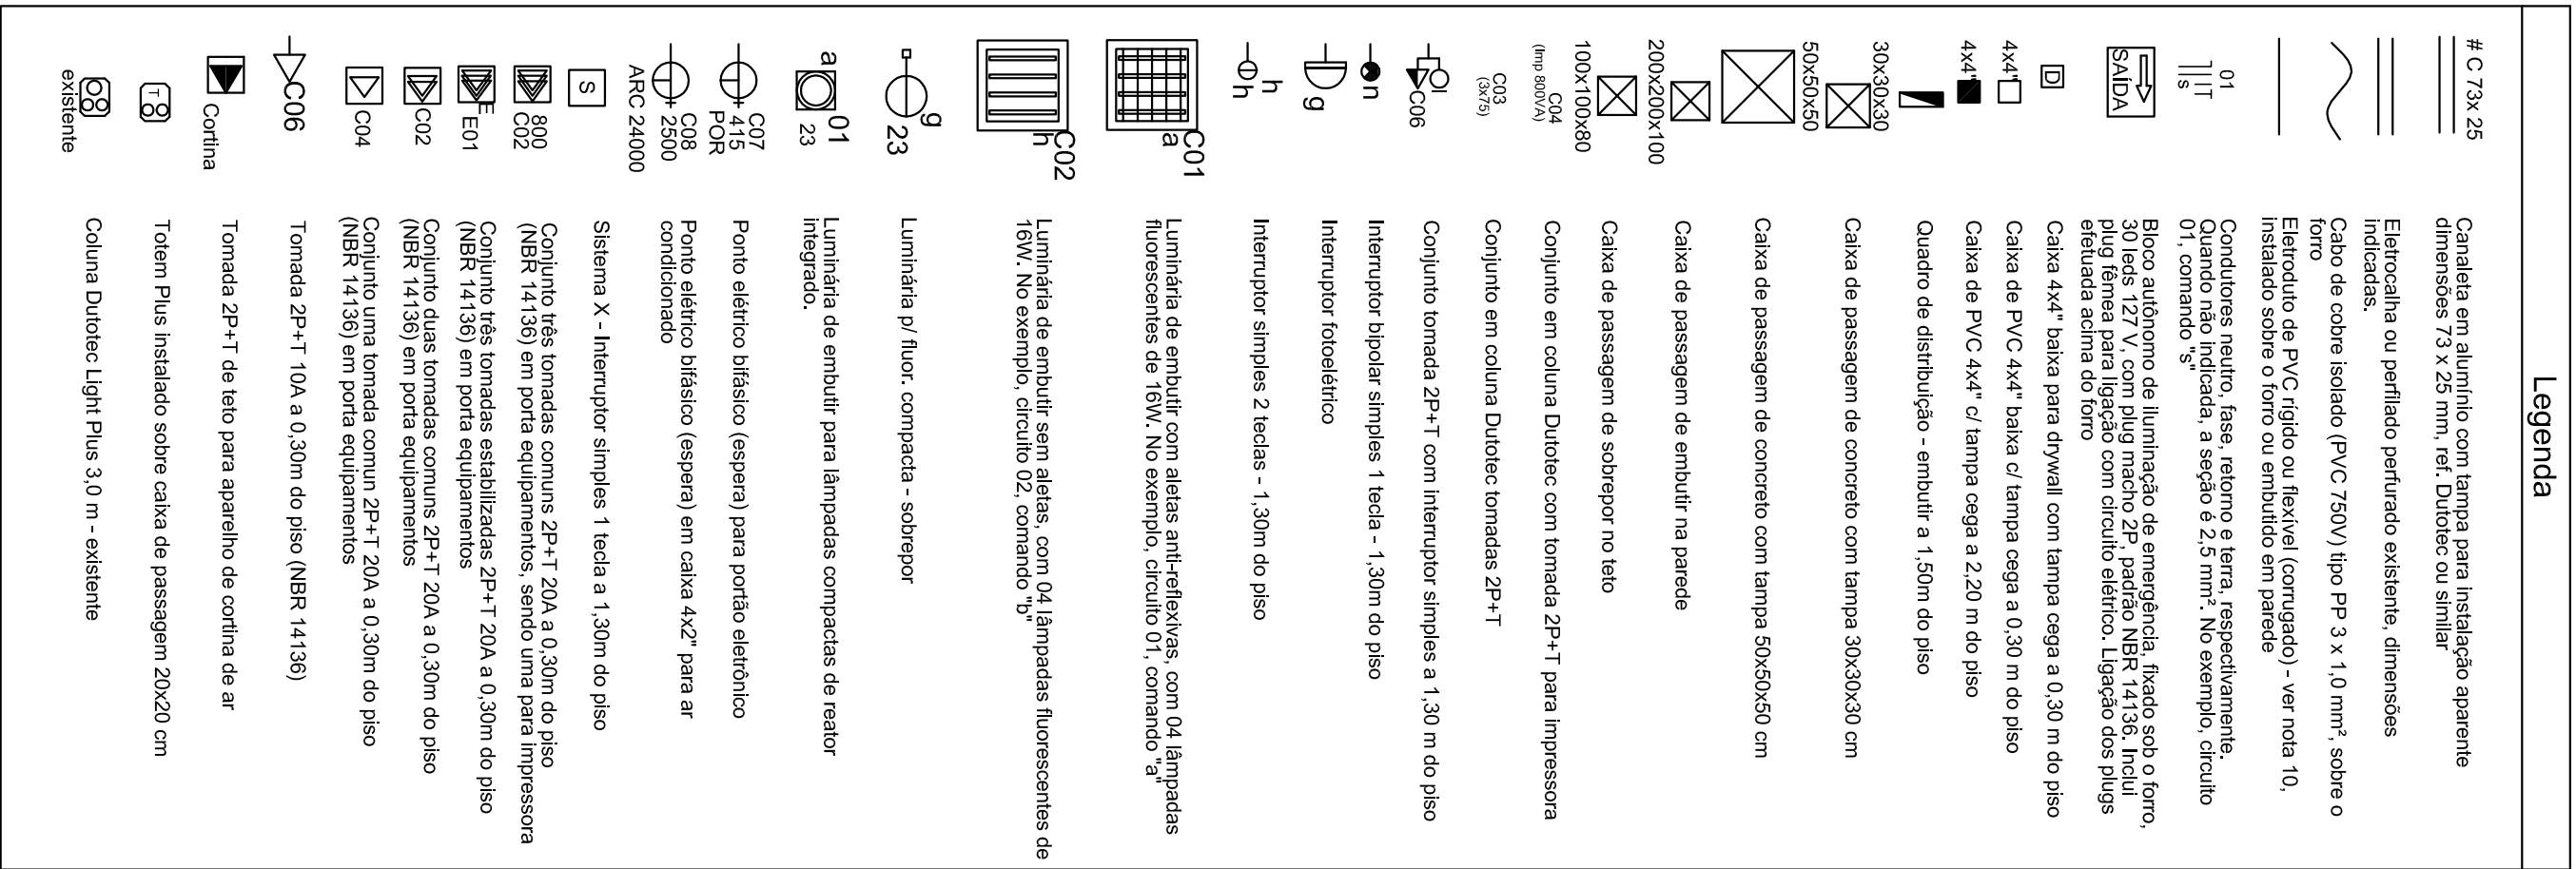 Legenda
# C 73x 25
Canaleta em alumínio com tampa para instalação aparente
dimensões 73 x 25 mm, ref. Dutotec ou similar
Eletrocalha ou perfilado perfurado existente, dimensões
indicadas.
Cabo de cobre isolado (PVC 750V) tipo PP 3 x 1,0 mm², sobre o
forro
Eletroduto de PVC rígido ou flexível (corrugado) - ver nota 10,
instalado sobre o forro ou embutido em parede
01
s
Condutores neutro, fase, retorno e terra, respectivamente.
Quando não indicada, a seção é 2,5 mm². No exemplo, circuito
01, comando "s"
SAÍDA
Bloco autônomo de iluminação de emergência, fixado sob o forro,
30 leds 127 V, com plug macho 2P, padrão NBR 14136. Inclui
plug fêmea para ligação com circuito elétrico. Ligação dos plugs
efetuada acima do forro
D
Caixa 4x4" baixa para drywall com tampa cega a 0,30 m do piso
4x4"
Caixa de PVC 4x4" baixa c/ tampa cega a 0,30 m do piso
4x4"
Caixa de PVC 4x4" c/ tampa cega a 2,20 m do piso
Quadro de distribuição - embutir a 1,50m do piso
30x30x30
Caixa de passagem de concreto com tampa 30x30x30 cm
50x50x50
Caixa de passagem de concreto com tampa 50x50x50 cm
200x200x100
Caixa de passagem de embutir na parede
100x100x80
Caixa de passagem de sobrepor no teto
C04
(Imp 800VA)
Conjunto em coluna Dutotec com tomada 2P+T para impressora
C03
(3x75)
Conjunto em coluna Dutotec tomadas 2P+T
I
C06
Conjunto tomada 2P+T com interruptor simples a 1,30 m do piso
n
Interruptor bipolar simples 1 tecla - 1,30m do piso
g
Interruptor fotoelétrico
h
h
Interruptor simples 2 teclas - 1,30m do piso
C01
a
Luminária de embutir com aletas anti-reflexivas, com 04 lâmpadas
fluorescentes de 16W. No exemplo, circuito 01, comando "a"
C02
h
Luminária de embutir sem aletas, com 04 lâmpadas fluorescentes de
16W. No exemplo, circuito 02, comando "b"
g
23
Luminária p/ fluor. compacta - sobrepor
a
01
23
Luminária de embutir para lâmpadas compactas de reator
integrado.
C07
415
POR
Ponto elétrico bifásico (espera) para portão eletrônico
C08
2500
ARC 24000
Ponto elétrico bifásico (espera) em caixa 4x2" para ar
condicionado
S
Sistema X - Interruptor simples 1 tecla a 1,30m do piso
800
C02
Conjunto três tomadas comuns 2P+T 20A a 0,30m do piso
(NBR 14136) em porta equipamentos, sendo uma para impressora
E
E01
Conjunto três tomadas estabilizadas 2P+T 20A a 0,30m do piso
(NBR 14136) em porta equipamentos
C02
Conjunto duas tomadas comuns 2P+T 20A a 0,30m do piso
(NBR 14136) em porta equipamentos
C04
Conjunto uma tomada comun 2P+T 20A a 0,30m do piso
(NBR 14136) em porta equipamentos
C06
Tomada 2P+T 10A a 0,30m do piso (NBR 14136)
Cortina
Tomada 2P+T de teto para aparelho de cortina de ar
T
Totem Plus instalado sobre caixa de passagem 20x20 cm
existente
Coluna Dutotec Light Plus 3,0 m - existente